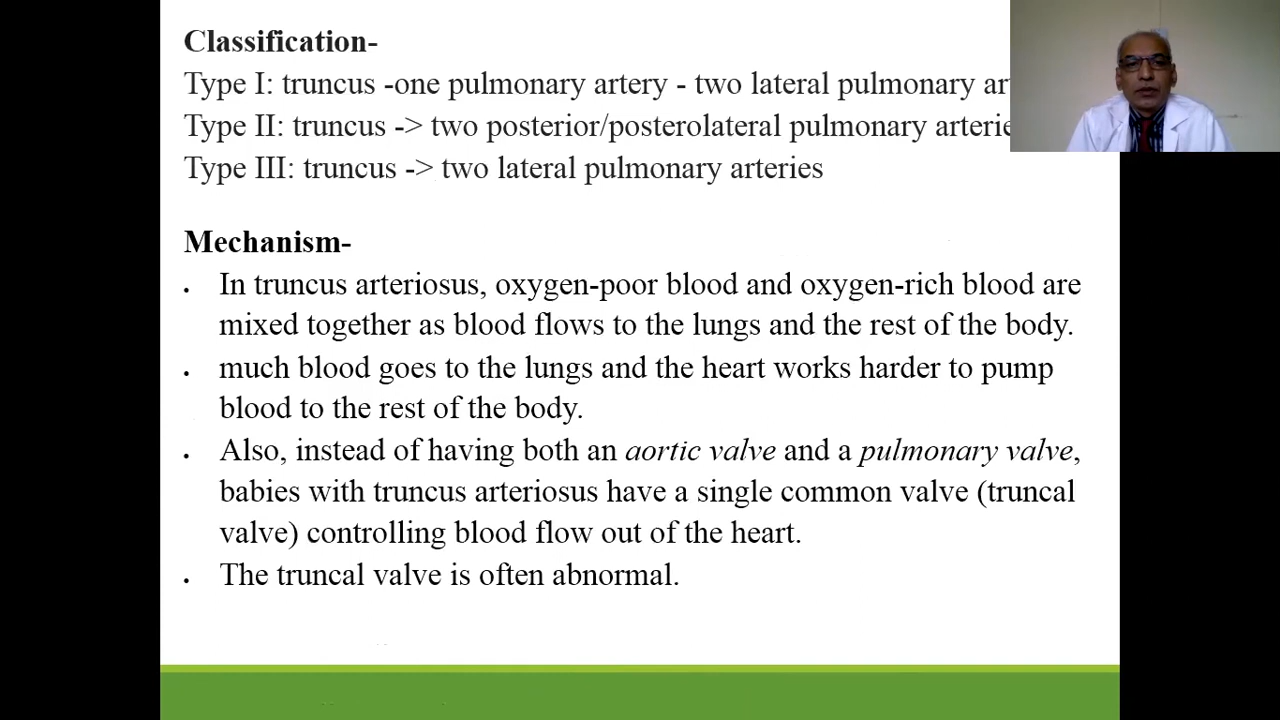 Classification-
Type I: truncus -one pulmonary artery - two lateral pulmonary
Type II: truncus -> two posterior/posterolateral pulmonary
Type III: truncus -> two lateral pulmonary arteries
Mechanism-
• In truncus arteriosus, oxygen-poor blood and oxygen-rich blood are
mixed together as blood flows to the lungs and the rest of the body.
• much blood goes to the lungs and the heart works harder to pump
blood to the rest of the body.
• Also, instead of having both an aortic valve and a pulmonary valve,
babies with truncus arteriosus have a single common valve (truncal
valve) controlling blood flow out of the heart.
• The truncal valve is often abnormal.